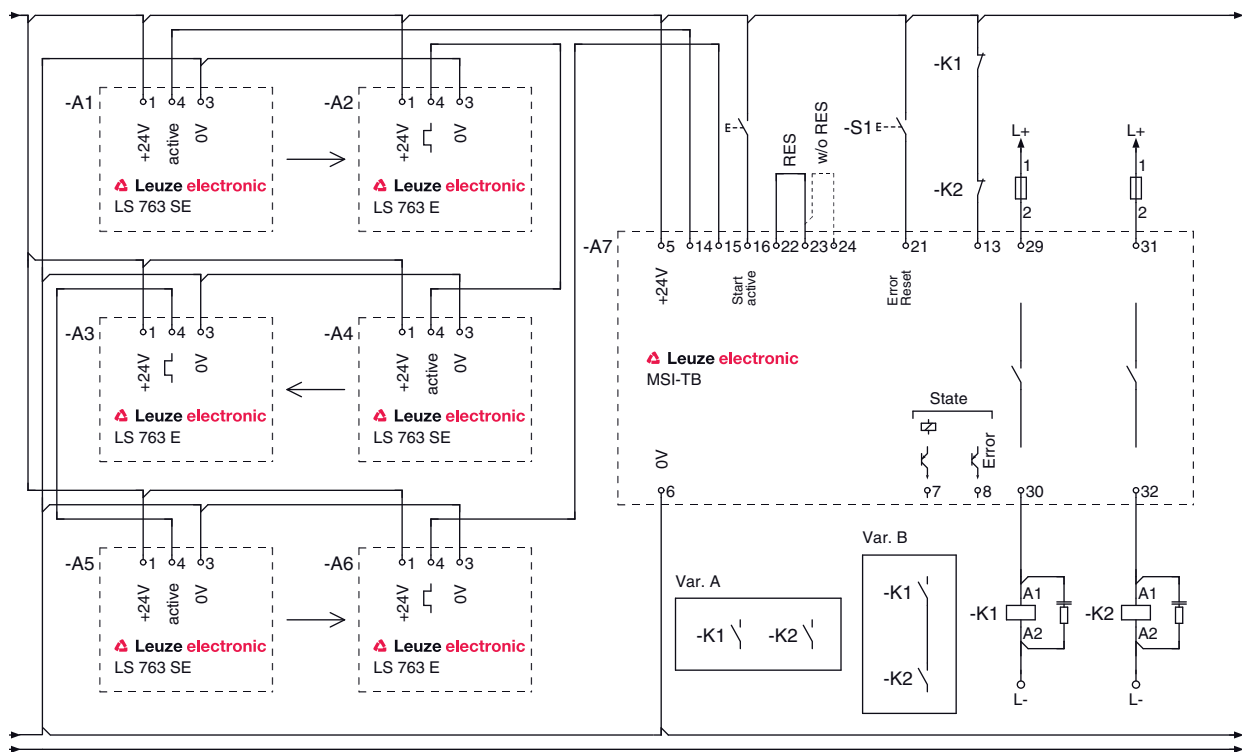 -A1
1 4 3
+24V
active
0V
Leuze electronic
LS 763 SE
-A2
1 4 3
+24V
0V
Leuze electronic
LS 763 E
-A3
1 4 3
+24V
0V
Leuze electronic
LS 763 E
-A4
1 4 3
+24V
active
0V
Leuze electronic
LS 763 SE
-A5
1 4 3
+24V
active
0V
Leuze electronic
LS 763 SE
-A6
1 4 3
+24V
0V
Leuze electronic
LS 763 E
E
RES
w/o RES
-S1 E
-K1
-K2
L+
1
2
L+
1
2
-A7
5 14 15 16 22 23 24 21 13 29 31
+24V
Start
active
Error
Reset
Leuze electronic
MSI-TB
State
Error
0V
6 7 8 30 32
Var. A
-K1 -K2
Var. B
-K1
-K2
-K1
A1
A2
L-
-K2
A1
A2
L-